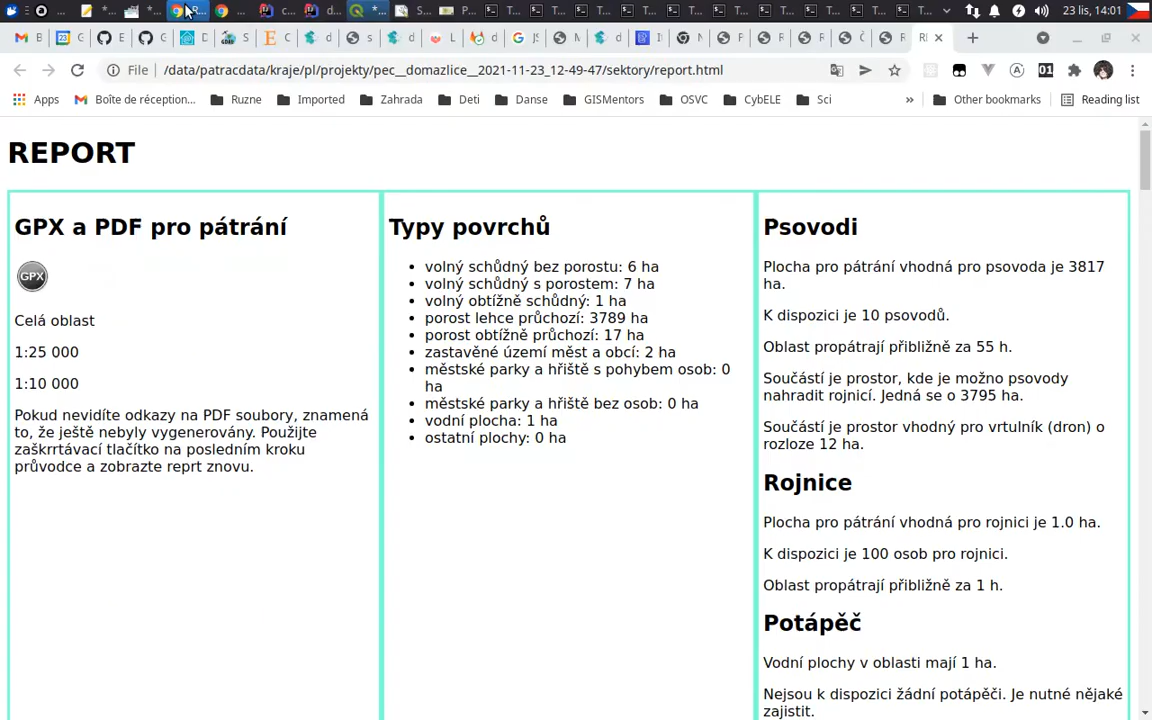 23 lis, 14:01
File
/data/patracdata/kraje/pl/projekty/pec__domazlice__2021-11-23_12-49-47/sektory/report.html
Apps
Boîte de réception...
Ruzne
Imported
Zahrada
Deti
Danse
GISMentors
OSVC
CybELE
Sci
»
Other bookmarks
Reading list
REPORT
GPX a PDF pro pátrání
GPX
Celá oblast
1:25 000
1:10 000
Pokud nevidíte odkazy na PDF soubory, znamená
to, že ještě nebyly vygenerovány. Použijte
zaškrrtávací tlačítko na posledním kroku
průvodce a zobrazte reprt znovu.
Typy povrchů
• volný schůdný bez porostu: 6 ha
• volný schůdný s porostem: 7 ha
• volný obtížně schůdný: 1 ha
• porost lehce průchozí: 3789 ha
• porost obtížně průchozí: 17 ha
• zastavěné území měst a obcí: 2 ha
• městské parky a hřiště s pohybem osob: 0
ha
• městské parky a hřiště bez osob: 0 ha
• vodní plocha: 1 ha
• ostatní plochy: 0 ha
Psovodi
Plocha pro pátrání vhodná pro psovoda je 3817
ha.
K dispozici je 10 psovodů.
Oblast propátrají přibližně za 55 h.
Součástí je prostor, kde je možno psovody
nahradit rojnicí. Jedná se o 3795 ha.
Součástí je prostor vhodný pro vrtulník (dron) o
rozloze 12 ha.
Rojnice
Plocha pro pátrání vhodná pro rojnici je 1.0 ha.
K dispozici je 100 osob pro rojnici.
Oblast propátrají přibližně za 1 h.
Potápěč
Vodní plochy v oblasti mají 1 ha.
Nejsou k dispozici žádní potápěči. Je nutné nějaké
zajistit.